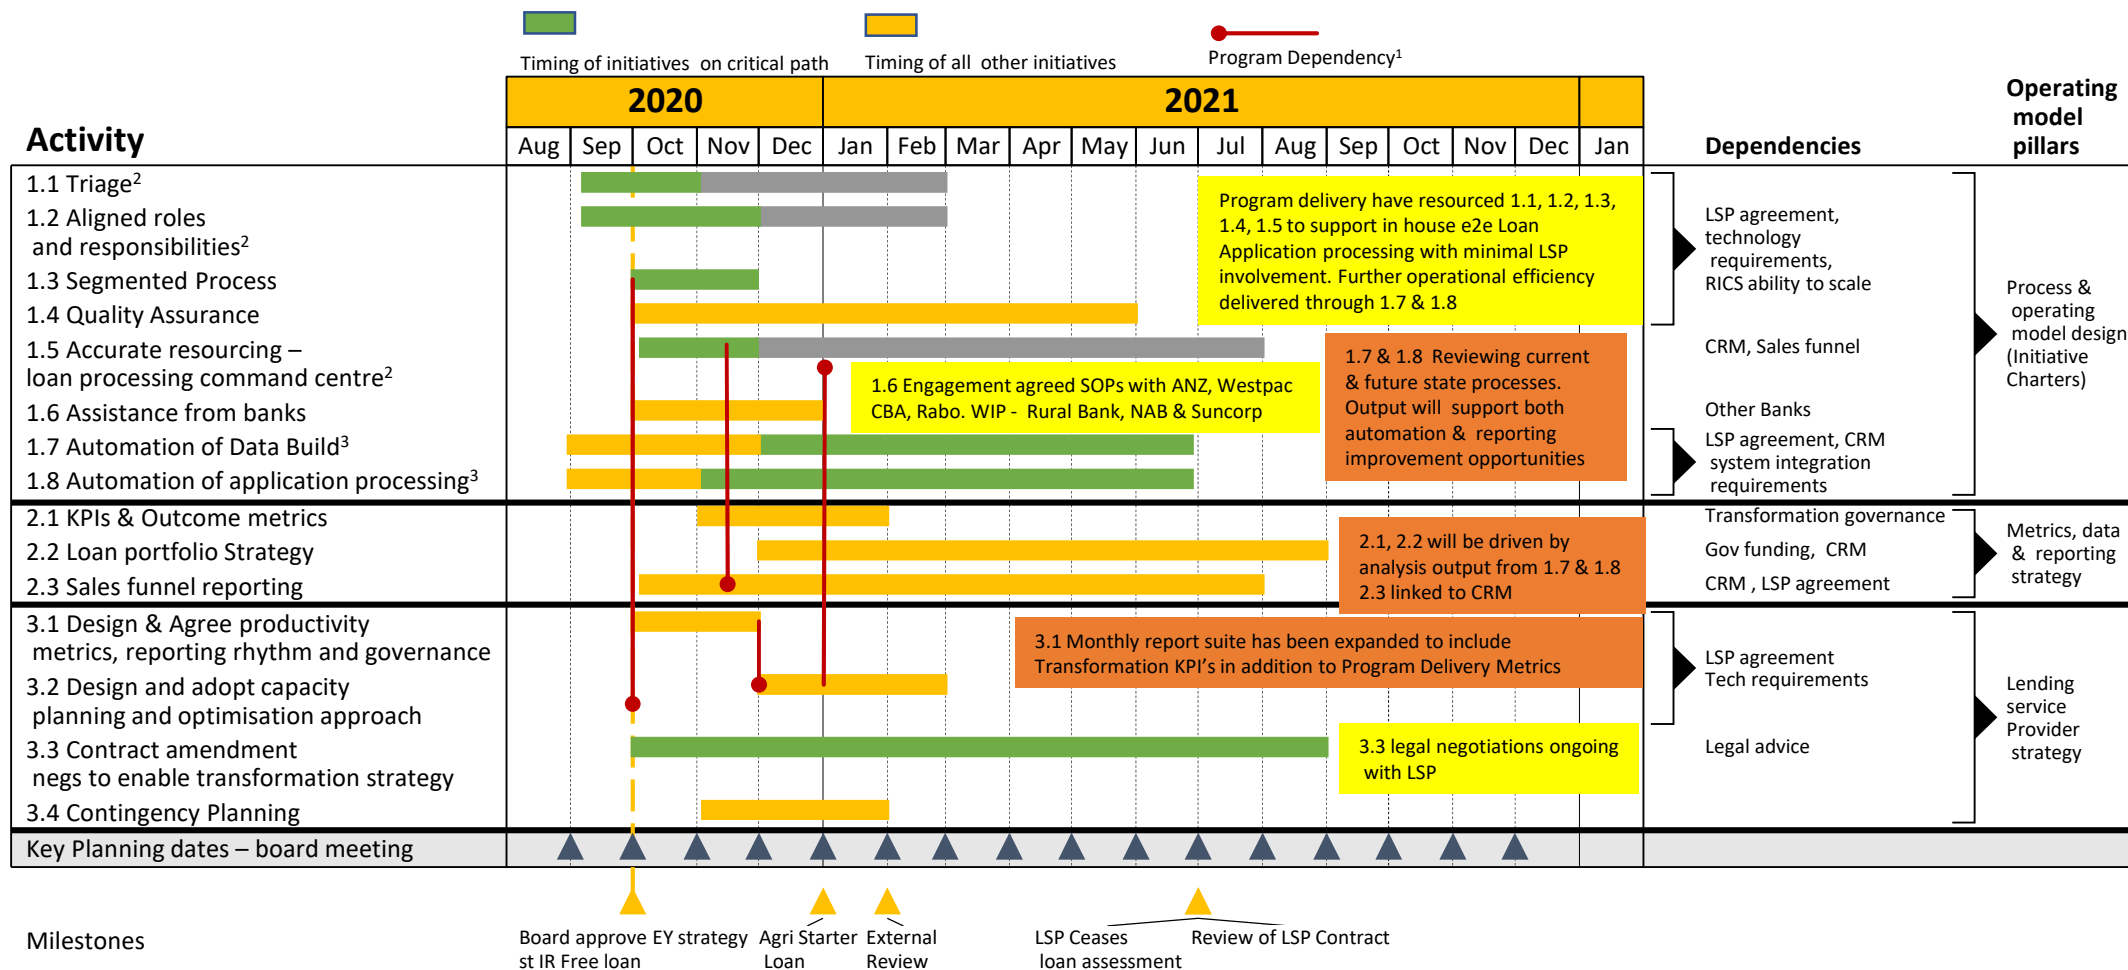 Timing of initiatives on critical path
Timing of all other initiatives
Program Dependency1
2020
2021
Activity
Aug Sep Oct Nov Dec Jan Feb Mar Apr May Jun Jul Aug Sep Oct Nov Dec Jan
Dependencies
Operating
model
pillars
1.1 Triage2
1.2 Aligned roles
and responsibilities2
1.3 Segmented Process
1.4 Quality Assurance
1.5 Accurate resourcing –
loan processing command centre2
1.6 Assistance from banks
1.7 Automation of Data Build3
1.8 Automation of application processing3
Program delivery have resourced 1.1, 1.2, 1.3,
1.4, 1.5 to support in house e2e Loan
Application processing with minimal LSP
involvement. Further operational efficiency
delivered through 1.7 & 1.8
1.6 Engagement agreed SOPs with ANZ, Westpac
CBA, Rabo. WIP - Rural Bank, NAB & Suncorp
1.7 & 1.8 Reviewing current
& future state processes.
Output will support both
automation & reporting
improvement opportunities
LSP agreement,
technology
requirements,
RICS ability to scale
CRM, Sales funnel
Other Banks
LSP agreement, CRM
system integration
requirements
Process &
operating
model design
(Initiative
Charters)
2.1 KPIs & Outcome metrics
2.2 Loan portfolio Strategy
2.3 Sales funnel reporting
2.1, 2.2 will be driven by
analysis output from 1.7 & 1.8
2.3 linked to CRM
Transformation governance
Gov funding, CRM
CRM , LSP agreement
Metrics, data
& reporting
strategy
3.1 Design & Agree productivity
metrics, reporting rhythm and governance
3.2 Design and adopt capacity
planning and optimisation approach
3.3 Contract amendment
negs to enable transformation strategy
3.4 Contingency Planning
3.1 Monthly report suite has been expanded to include
Transformation KPI's in addition to Program Delivery Metrics
3.3 legal negotiations ongoing
with LSP
LSP agreement
Tech requirements
Legal advice
Lending
service
Provider
strategy
Key Planning dates – board meeting
Milestones
Board approve EY strategy
st IR Free loan
Agri Starter
Loan
External
Review
LSP Ceases
loan assessment
Review of LSP Contract